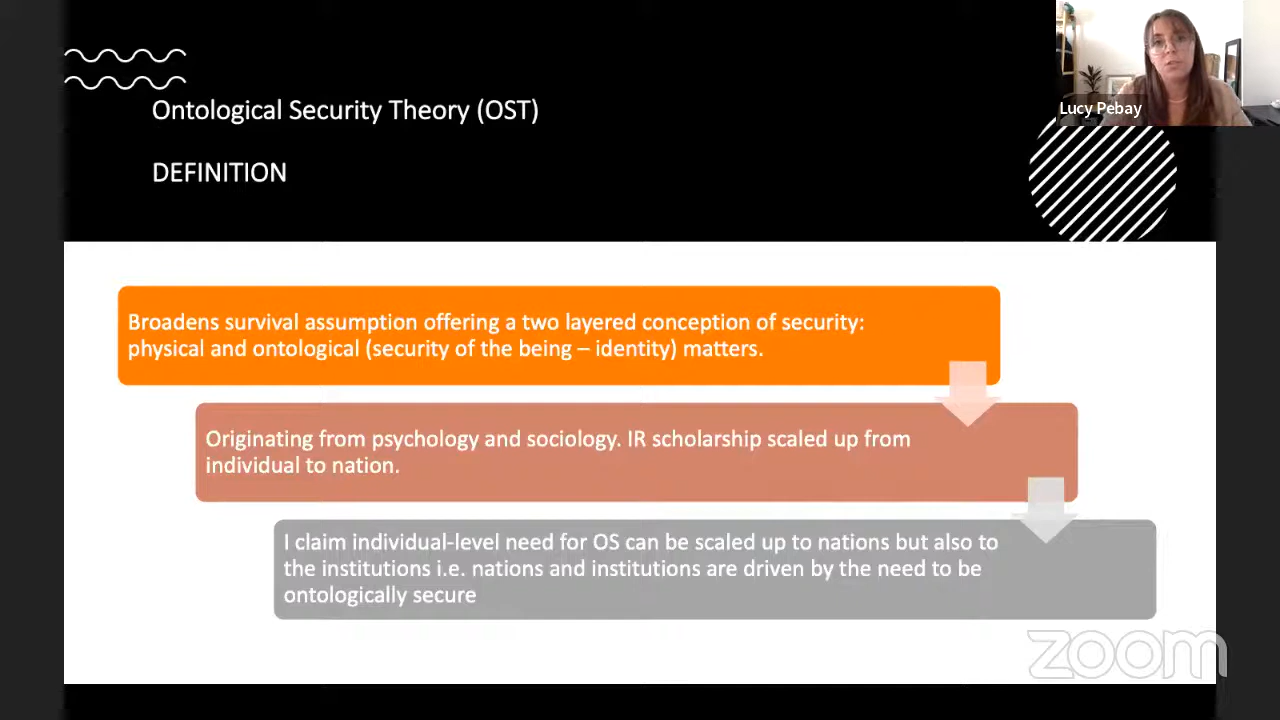 Ontological Security Theory (OST)
DEFINITION
Lucy Pebay
Broadens survival assumption offering a two layered conception of security:
physical and ontological (security of the being – identity) matters.
Originating from psychology and sociology. IR scholarship scaled up from
individual to nation.
I claim individual-level need for OS can be scaled up to nations but also to
the institutions i.e. nations and institutions are driven by the need to be
ontologically secure
zoom